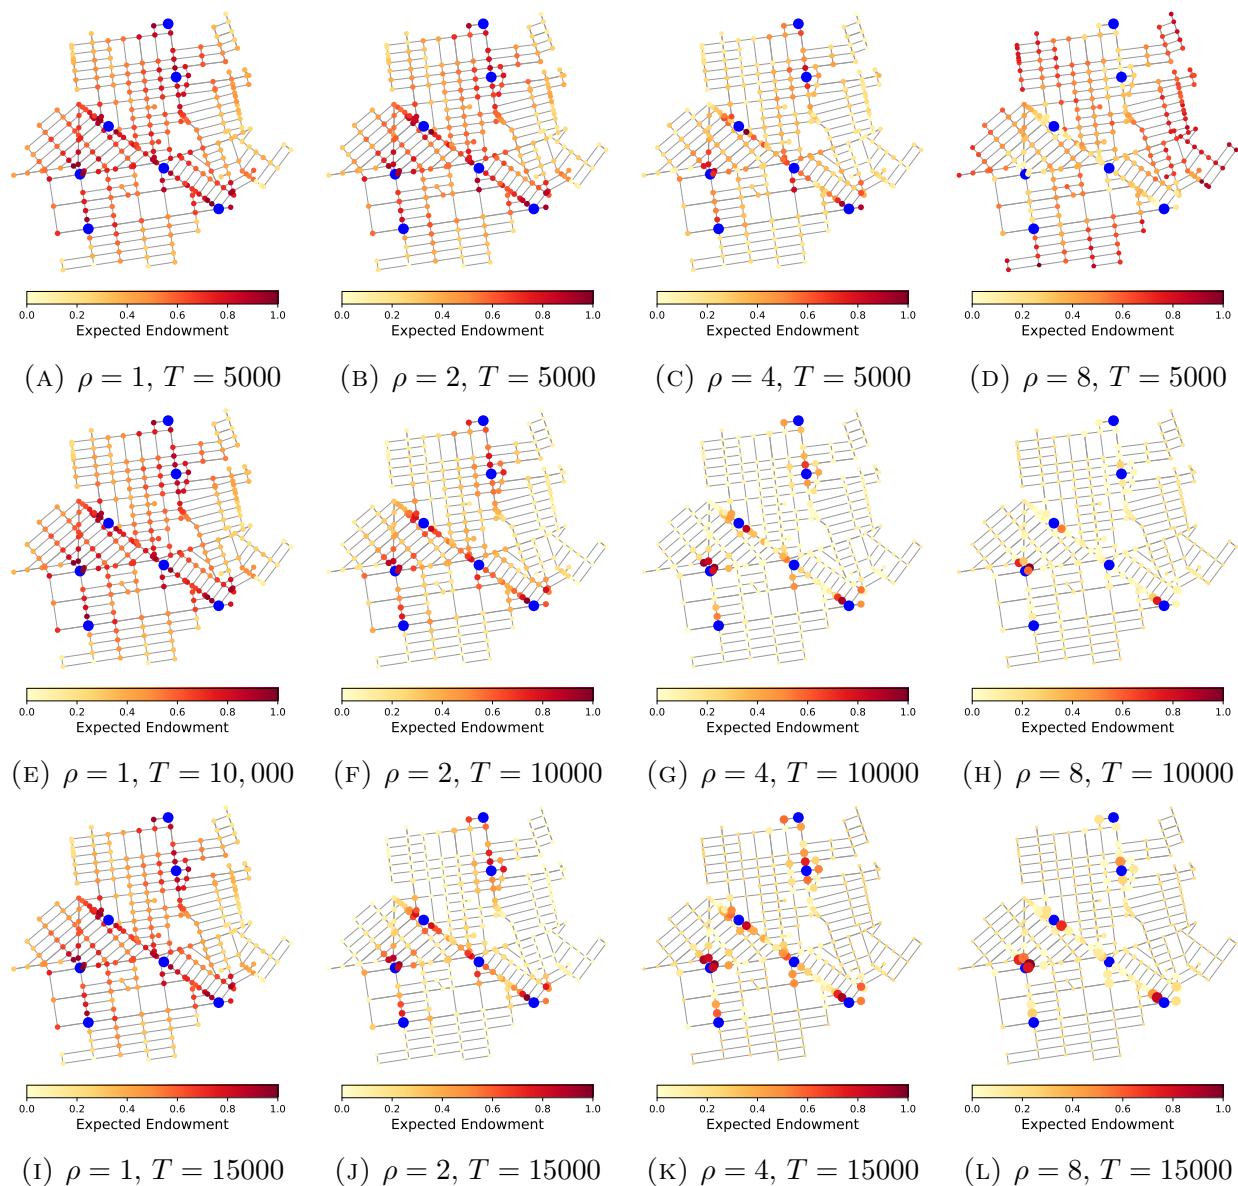 0.0 0.2 0.4 0.6 0.8 1.0 0.0 0.2 0.4 0.6 0.8 1.0 0.0 0.2 0.4 0.6 0.8 1.0 0.0 0.2 0.4 0.6 0.8 1.0
Expected Endowment Expected Endowment Expected Endowment Expected Endowment
(A) ρ = 1, T = 5000 (B) ρ = 2, T = 5000 (C) ρ = 4, T = 5000 (D) ρ = 8, T = 5000
0.0 0.2 0.4 0.6 0.8 1.0 0.0 0.2 0.4 0.6 0.8 1.0 0.0 0.2 0.4 0.6 0.8 1.0 0.0 0.2 0.4 0.6 0.8 1.0
Expected Endowment Expected Endowment Expected Endowment Expected Endowment
(E) ρ = 1, T = 10,000 (F) ρ = 2, T = 10000 (G) ρ = 4, T = 10000 (H) ρ = 8, T = 10000
0.0 0.2 0.4 0.6 0.8 1.0 0.0 0.2 0.4 0.6 0.8 1.0 0.0 0.2 0.4 0.6 0.8 1.0 0.0 0.2 0.4 0.6 0.8 1.0
Expected Endowment Expected Endowment Expected Endowment Expected Endowment
(I) ρ = 1, T = 15000 (J) ρ = 2, T = 15000 (K) ρ = 4, T = 15000 (L) ρ = 8, T = 15000